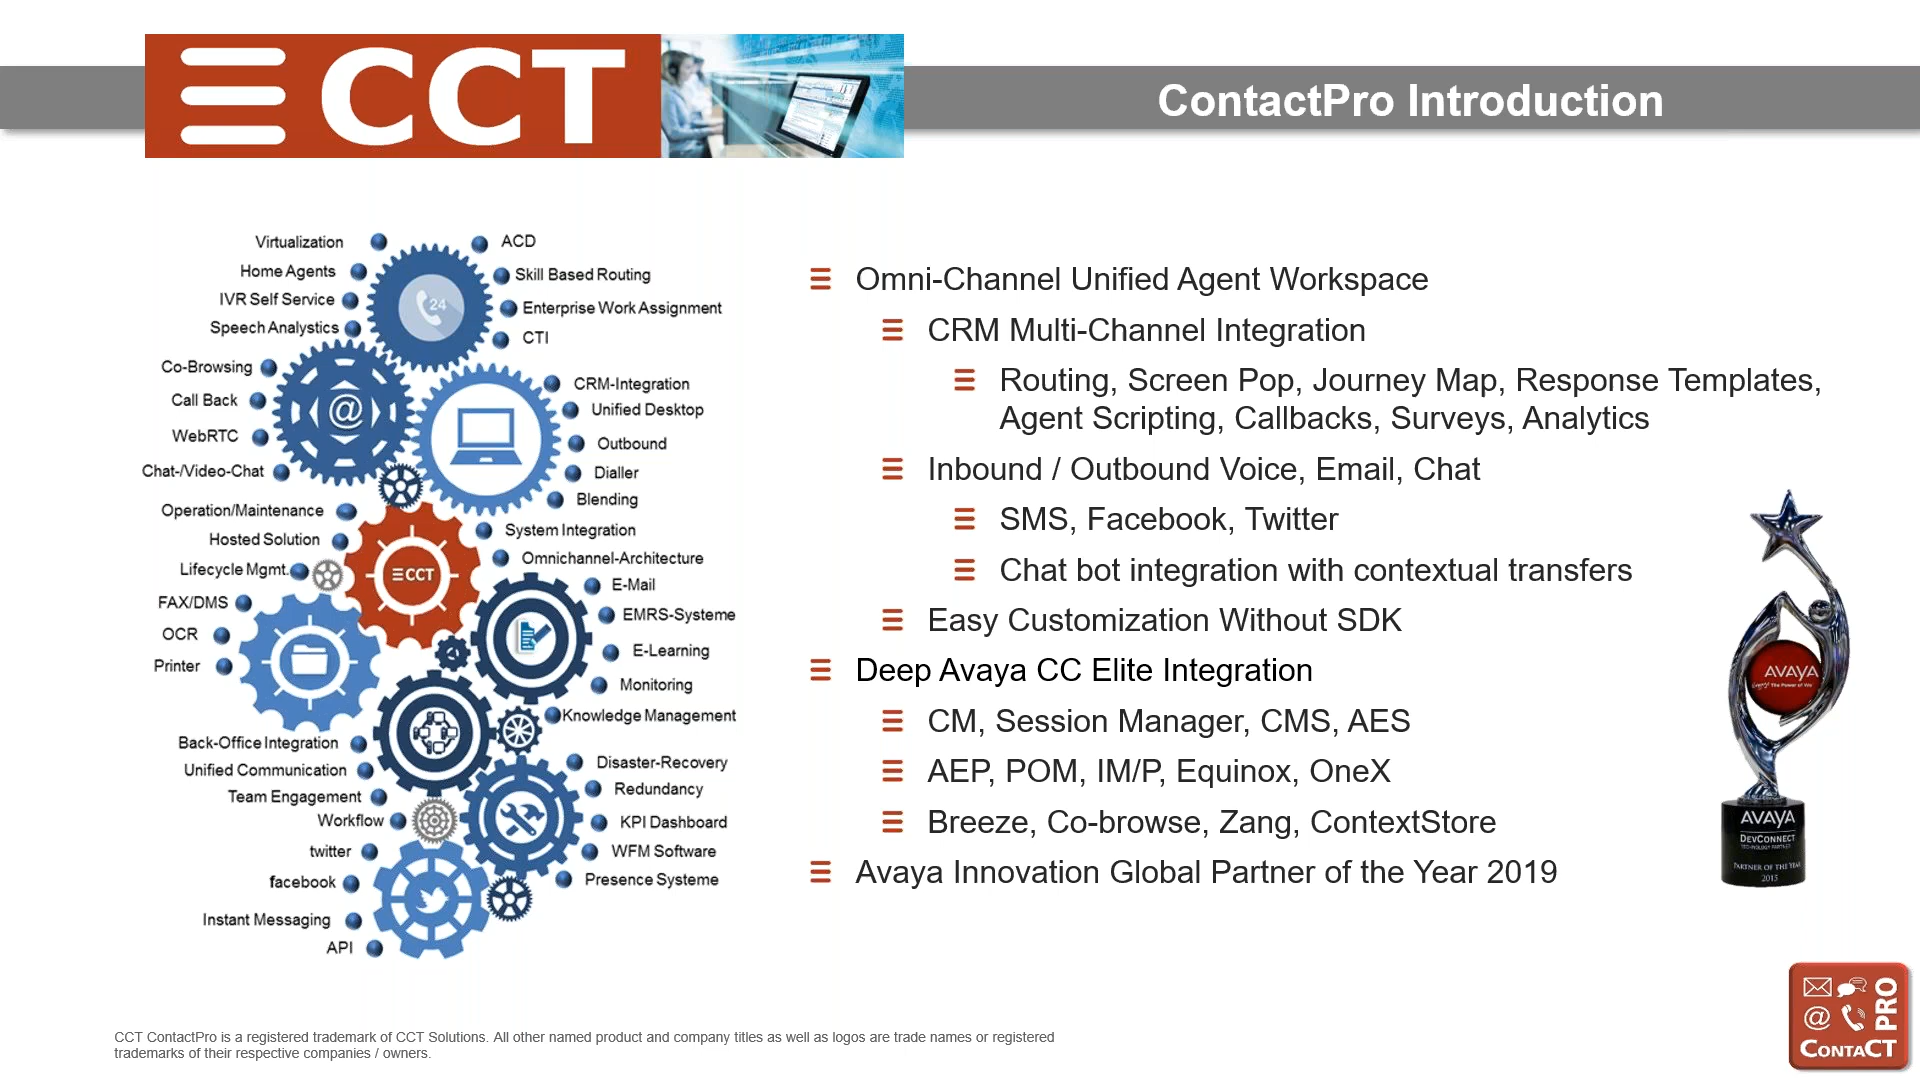 CCT
ContactPro Introduction
Virtualization
ACD
Home Agents
Skill Based Routing
IVR Self Service
Enterprise Work Assignment
Speech Analystics
CTI
24
Co-Browsing
CRM-Integration
Call Back
Unified Desktop
WebRTC
Outbound
Chat-/Video-Chat
Dialler
@
Blending
Operation/Maintenance
System Integration
Hosted Solution
Omnichannel-Architecture
Lifecycle Mgmt.
CCT
E-Mail
FAX/DMS
EMRS-Systeme
OCR
E-Learning
Printer
Monitoring
Knowledge Management
Back-Office Integration
Disaster-Recovery
Unified Communication
Redundancy
Team Engagement
KPI Dashboard
Workflow
WFM Software
twitter
Presence Systeme
facebook
Instant Messaging
API
Omni-Channel Unified Agent Workspace
CRM Multi-Channel Integration
Routing, Screen Pop, Journey Map, Response Templates,
Agent Scripting, Callbacks, Surveys, Analytics
Inbound / Outbound Voice, Email, Chat
SMS, Facebook, Twitter
Chat bot integration with contextual transfers
Easy Customization Without SDK
Deep Avaya CC Elite Integration
CM, Session Manager, CMS, AES
AEP, POM, IM/P, Equinox, OneX
Breeze, Co-browse, Zang, ContextStore
Avaya Innovation Global Partner of the Year 2019
AVAYA
The Power of We
AVAYA
DEVCONNECT
TECHNOLOGY PARTNER
PARTNER OF THE YEAR
2015
@
PRO
CONTACT
CCT ContactPro is a registered trademark of CCT Solutions. All other named product and company titles as well as logos are trade names or registered
trademarks of their respective companies / owners.